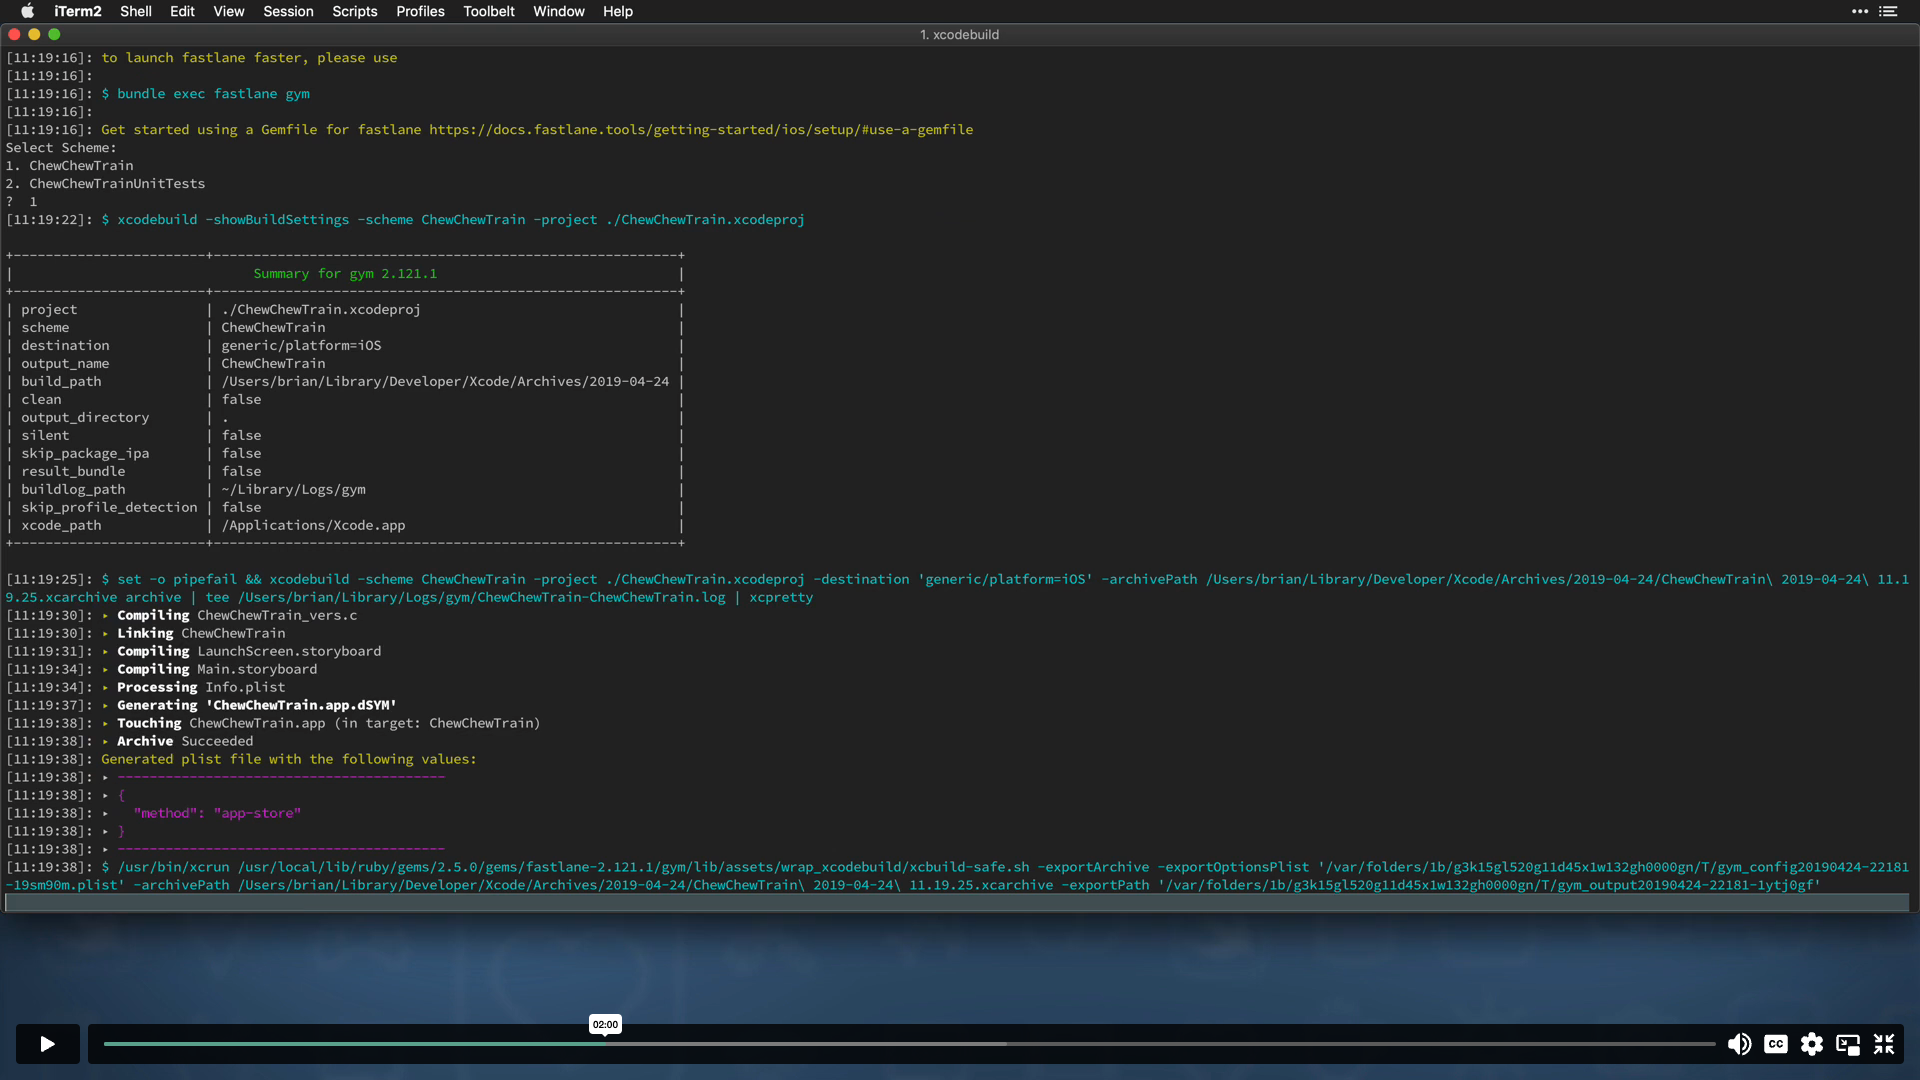 iTerm2 Shell Edit View Session Scripts Profiles Toolbelt Window Help
1. xcodebuild
[11:19:16]: to launch fastlane faster, please use
[11:19:16]:
[11:19:16]: $ bundle exec fastlane gym
[11:19:16]:
[11:19:16]: Get started using a Gemfile for fastlane https://docs.fastlane.tools/getting-started/ios/setup/#use-a-gemfile
Select Scheme:
1. ChewChewTrain
2. ChewChewTrainUnitTests
? 1
[11:19:22]: $ xcodebuild -showBuildSettings -scheme ChewChewTrain -project ./ChewChewTrain.xcodeproj
+------------------------+----------------------------------------------------------+
| Summary for gym 2.121.1 |
+------------------------+----------------------------------------------------------+
| project | ./ChewChewTrain.xcodeproj |
| scheme | ChewChewTrain |
| destination | generic/platform=iOS |
| output_name | ChewChewTrain |
| build_path | /Users/brian/Library/Developer/Xcode/Archives/2019-04-24 |
| clean | false |
| output_directory | . |
| silent | false |
| skip_package_ipa | false |
| result_bundle | false |
| buildlog_path | ~/Library/Logs/gym |
| skip_profile_detection | false |
| xcode_path | /Applications/Xcode.app |
+------------------------+----------------------------------------------------------+
[11:19:25]: $ set -o pipefail && xcodebuild -scheme ChewChewTrain -project ./ChewChewTrain.xcodeproj -destination 'generic/platform=iOS' -archivePath /Users/brian/Library/Developer/Xcode/Archives/2019-04-24/ChewChewTrain\ 2019-04-24\ 11.1
9.25.xcarchive archive | tee /Users/brian/Library/Logs/gym/ChewChewTrain-ChewChewTrain.log | xcpretty
[11:19:30]: ▸ Compiling ChewChewTrain_vers.c
[11:19:30]: ▸ Linking ChewChewTrain
[11:19:31]: ▸ Compiling LaunchScreen.storyboard
[11:19:34]: ▸ Compiling Main.storyboard
[11:19:34]: ▸ Processing Info.plist
[11:19:37]: ▸ Generating 'ChewChewTrain.app.dSYM'
[11:19:38]: ▸ Touching ChewChewTrain.app (in target: ChewChewTrain)
[11:19:38]: ▸ Archive Succeeded
[11:19:38]: Generated plist file with the following values:
[11:19:38]: ▸ -----------------------------------------
[11:19:38]: ▸ {
[11:19:38]: ▸ "method": "app-store"
[11:19:38]: ▸ }
[11:19:38]: ▸ -----------------------------------------
[11:19:38]: $ /usr/bin/xcrun /usr/local/lib/ruby/gems/2.5.0/gems/fastlane-2.121.1/gym/lib/assets/wrap_xcodebuild/xcbuild-safe.sh -exportArchive -exportOptionsPlist '/var/folders/1b/g3k15gl520g11d45x1w132gh0000gn/T/gym_config20190424-22181
-19sm90m.plist' -archivePath /Users/brian/Library/Developer/Xcode/Archives/2019-04-24/ChewChewTrain\ 2019-04-24\ 11.19.25.xcarchive -exportPath '/var/folders/1b/g3k15gl520g11d45x1w132gh0000gn/T/gym_output20190424-22181-1ytj0gf'
02:00
CC